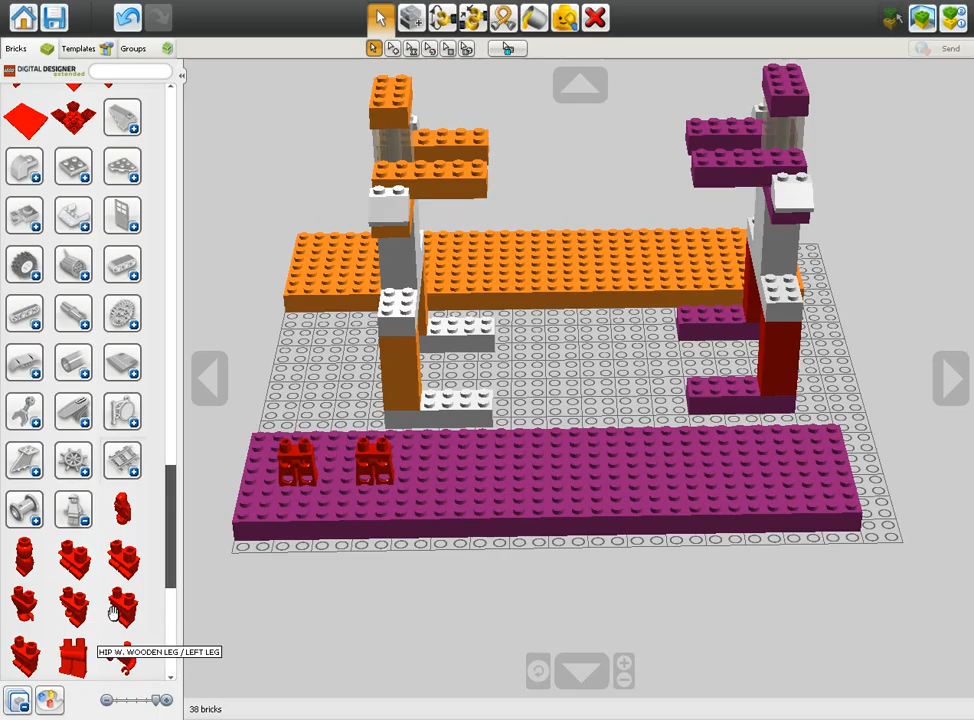 Bricks
Templates
Groups
Send
LEGO DIGITAL DESIGNER
extended
HIP W. WOODEN LEG / LEFT LEG
38 bricks